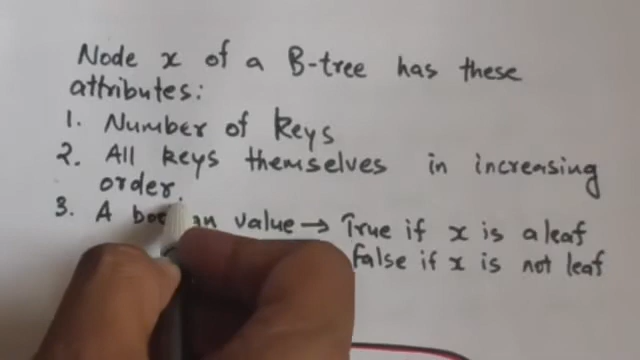 Node x of a B-tree has these
attributes:
1. Number of keys
2. All keys themselves in increasing
order.
3. A boolean value → True if x is a leaf
False if x is not leaf